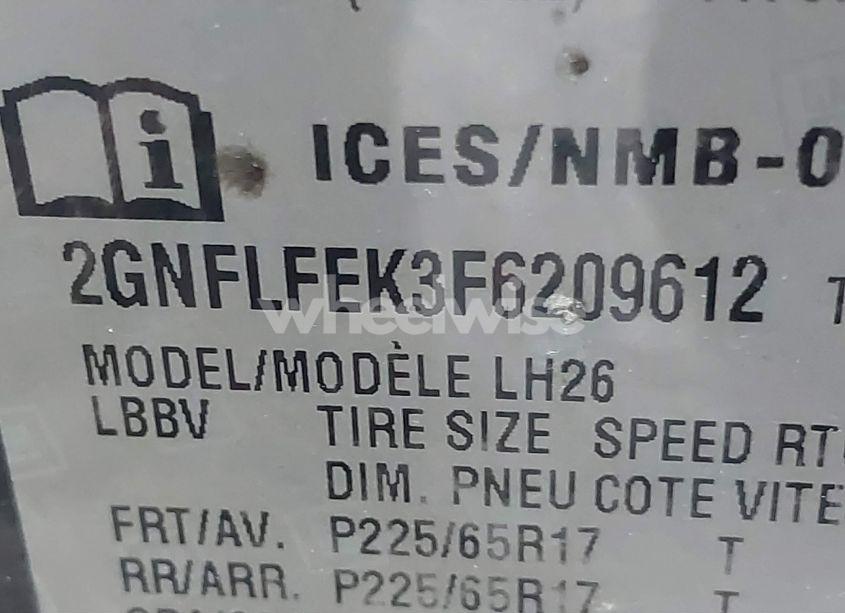 i ICES/NMB-0
2GNFLFEK3F6209612 T
wheelwise
MODEL/MODÈLE LH26
LBBV TIRE SIZE SPEED RT
DIM. PNEU COTE VITE
FRT/AV. P225/65R17 T
RR/ARR. P225/65R17 T